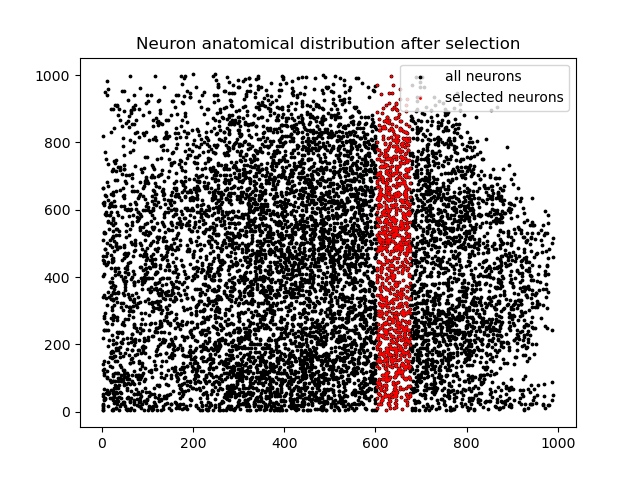 Neuron anatomical distribution after selection
all neurons
selected neurons
1000
800
600
400
200
0
0 200 400 600 800 1000